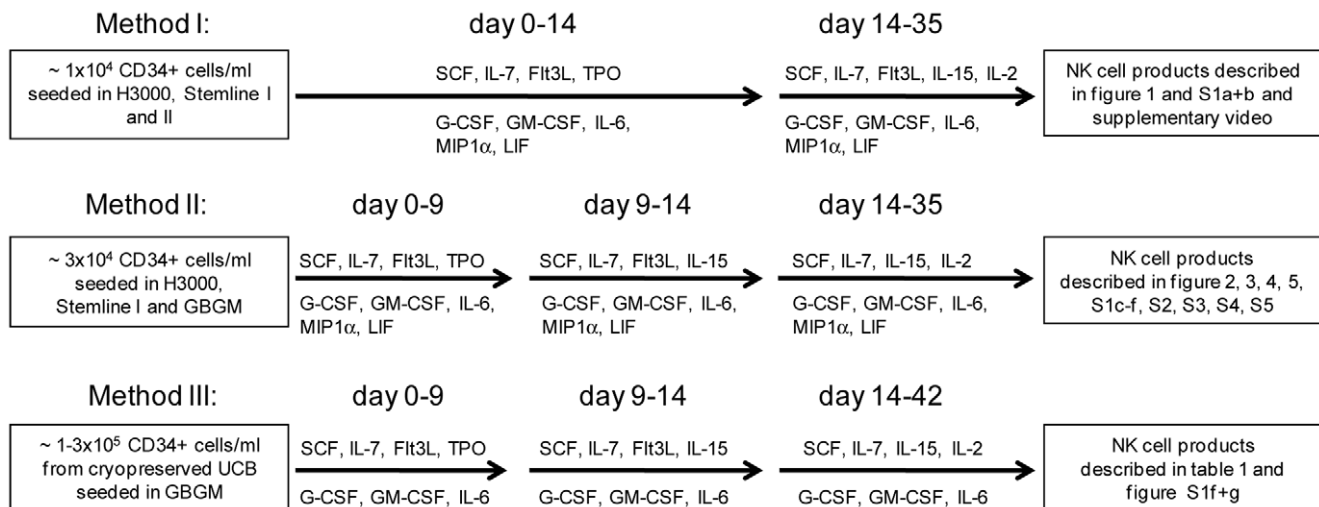 Method I:
day 0-14
day 14-35
~ 1x10⁴ CD34+ cells/ml
seeded in H3000, Stemline I
and II
SCF, IL-7, Flt3L, TPO
G-CSF, GM-CSF, IL-6,
MIP1α, LIF
SCF, IL-7, Flt3L, IL-15, IL-2
G-CSF, GM-CSF, IL-6,
MIP1α, LIF
NK cell products described
in figure 1 and S1a+b and
supplementary video
Method II:
day 0-9
day 9-14
day 14-35
~ 3x10⁴ CD34+ cells/ml
seeded in H3000,
Stemline I and GBGM
SCF, IL-7, Flt3L, TPO
G-CSF, GM-CSF, IL-6,
MIP1α, LIF
SCF, IL-7, Flt3L, IL-15
G-CSF, GM-CSF, IL-6,
MIP1α, LIF
SCF, IL-7, IL-15, IL-2
G-CSF, GM-CSF, IL-6,
MIP1α, LIF
NK cell products
described in figure 2, 3, 4, 5,
S1c-f, S2, S3, S4, S5
Method III:
day 0-9
day 9-14
day 14-42
~ 1-3x10⁵ CD34+ cells/ml
from cryopreserved UCB
seeded in GBGM
SCF, IL-7, Flt3L, TPO
G-CSF, GM-CSF, IL-6
SCF, IL-7, Flt3L, IL-15
G-CSF, GM-CSF, IL-6
SCF, IL-7, IL-15, IL-2
G-CSF, GM-CSF, IL-6
NK cell products
described in table 1 and
figure S1f+g